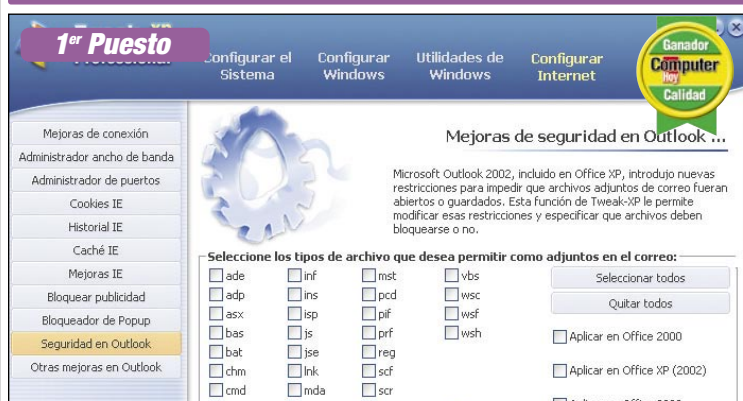 1er Puesto
Professional
Configurar el Sistema
Configurar Windows
Utilidades de Windows
Configurar Internet
Ganador
Computer
Hoy
Calidad
Mejoras de conexión
Administrador ancho de banda
Administrador de puertos
Cookies IE
Historial IE
Caché IE
Mejoras IE
Bloquear publicidad
Bloqueador de Popup
Seguridad en Outlook
Otras mejoras en Outlook
Mejoras de seguridad en Outlook ...
Microsoft Outlook 2002, incluido en Office XP, introdujo nuevas
restricciones para impedir que archivos adjuntos de correo fueran
abiertos o guardados. Esta función de Tweak-XP le permite
modificar esas restricciones y especificar que archivos deben
bloquearse o no.
Seleccione los tipos de archivo que desea permitir como adjuntos en el correo:
ade inf mst vbs
adp ins pcd wsc
asx isp pif wsf
bas js prf wsh
bat jse reg
chm lnk scf
cmd mda scr
Seleccionar todos
Quitar todos
Aplicar en Office 2000
Aplicar en Office XP (2002)